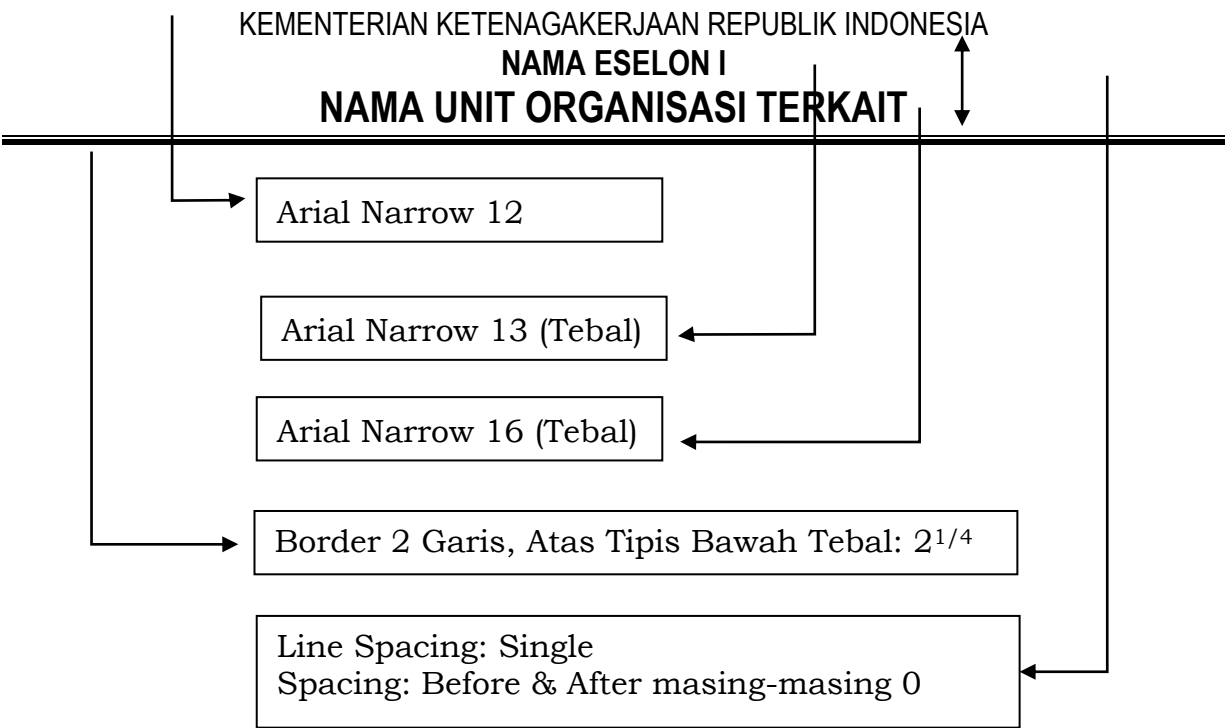 KEMENTERIAN KETENAGAKERJAAN REPUBLIK INDONESIA
NAMA ESELON I
NAMA UNIT ORGANISASI TERKAIT
Arial Narrow 12
Arial Narrow 13 (Tebal)
Arial Narrow 16 (Tebal)
Border 2 Garis, Atas Tipis Bawah Tebal: 2¹/⁴
Line Spacing: Single
Spacing: Before & After masing-masing 0